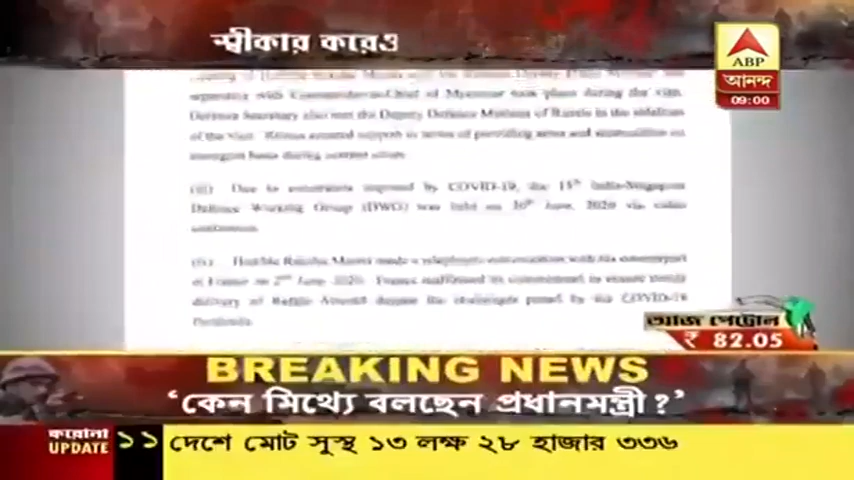 স্বীকার করেও
ABP
আনন্দ
09:00
Defence Secretary also met the Deputy Defence Minister of Russia in the sidelines
of the visit. Russia assured support in terms of providing arms and ammunition on
emergent basis during
(iii) Due to constraints imposed by COVID-19, the 15th India-Singapore
Defence Working Group (DWG) was held on 20th June, 2020 via video
conference.
(iv) Hon'ble Raksha Mantri made a telephonic conversation with his counterpart
in France on 2nd June 2020. France reaffirmed its commitment to ensure timely
delivery of Rafale Aircraft despite the challenges posed by the COVID-19
Pandemic.
আজ পেট্রোল
₹ 82.05
BREAKING NEWS
‘কেন মিথ্যে বলছেন প্রধানমন্ত্রী?’
করোনা
UPDATE
১১ দেশে মোট সুস্থ ১৩ লক্ষ ২৮ হাজার ৩৩৬